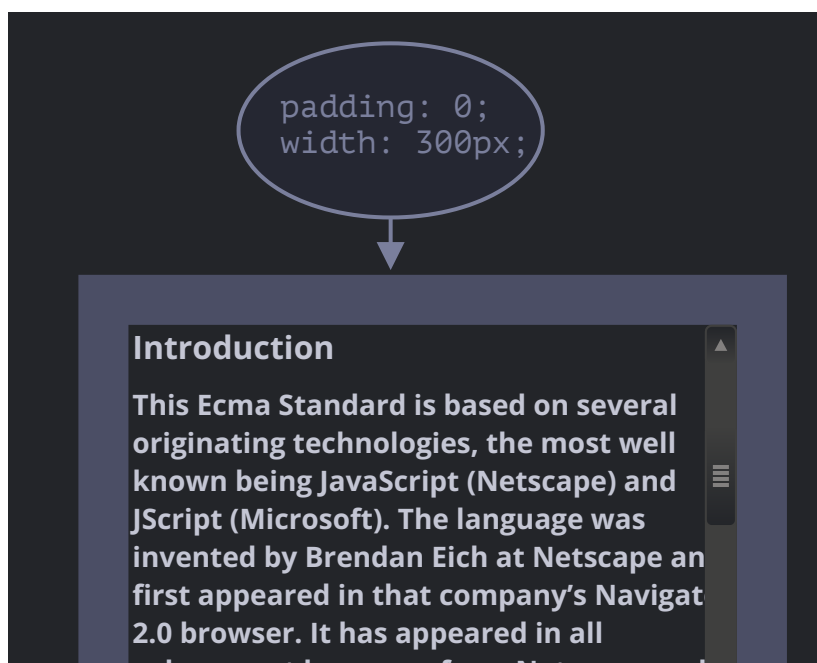 padding: 0;
width: 300px;
Introduction
This Ecma Standard is based on several
originating technologies, the most well
known being JavaScript (Netscape) and
JScript (Microsoft). The language was
invented by Brendan Eich at Netscape an
first appeared in that company’s Navigat
2.0 browser. It has appeared in all